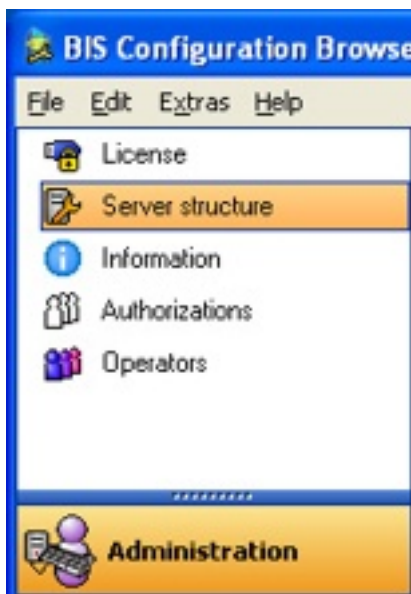 BIS Configuration Browse
File Edit Extras Help
License
Server structure
Information
Authorizations
Operators
Administration